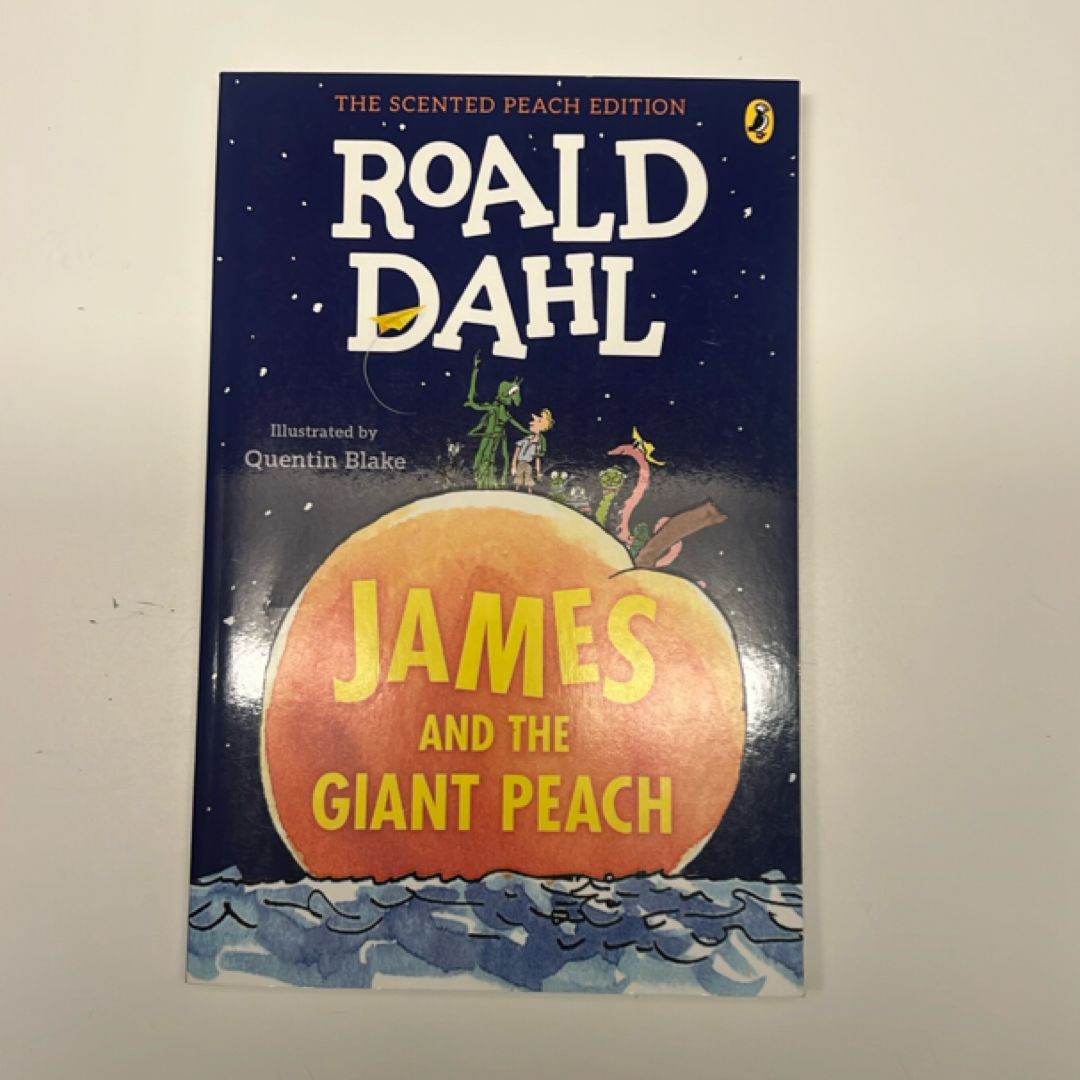 THE SCENTED PEACH EDITION
ROALD
DAHL
Illustrated by
Quentin Blake
JAMES
AND THE
GIANT PEACH